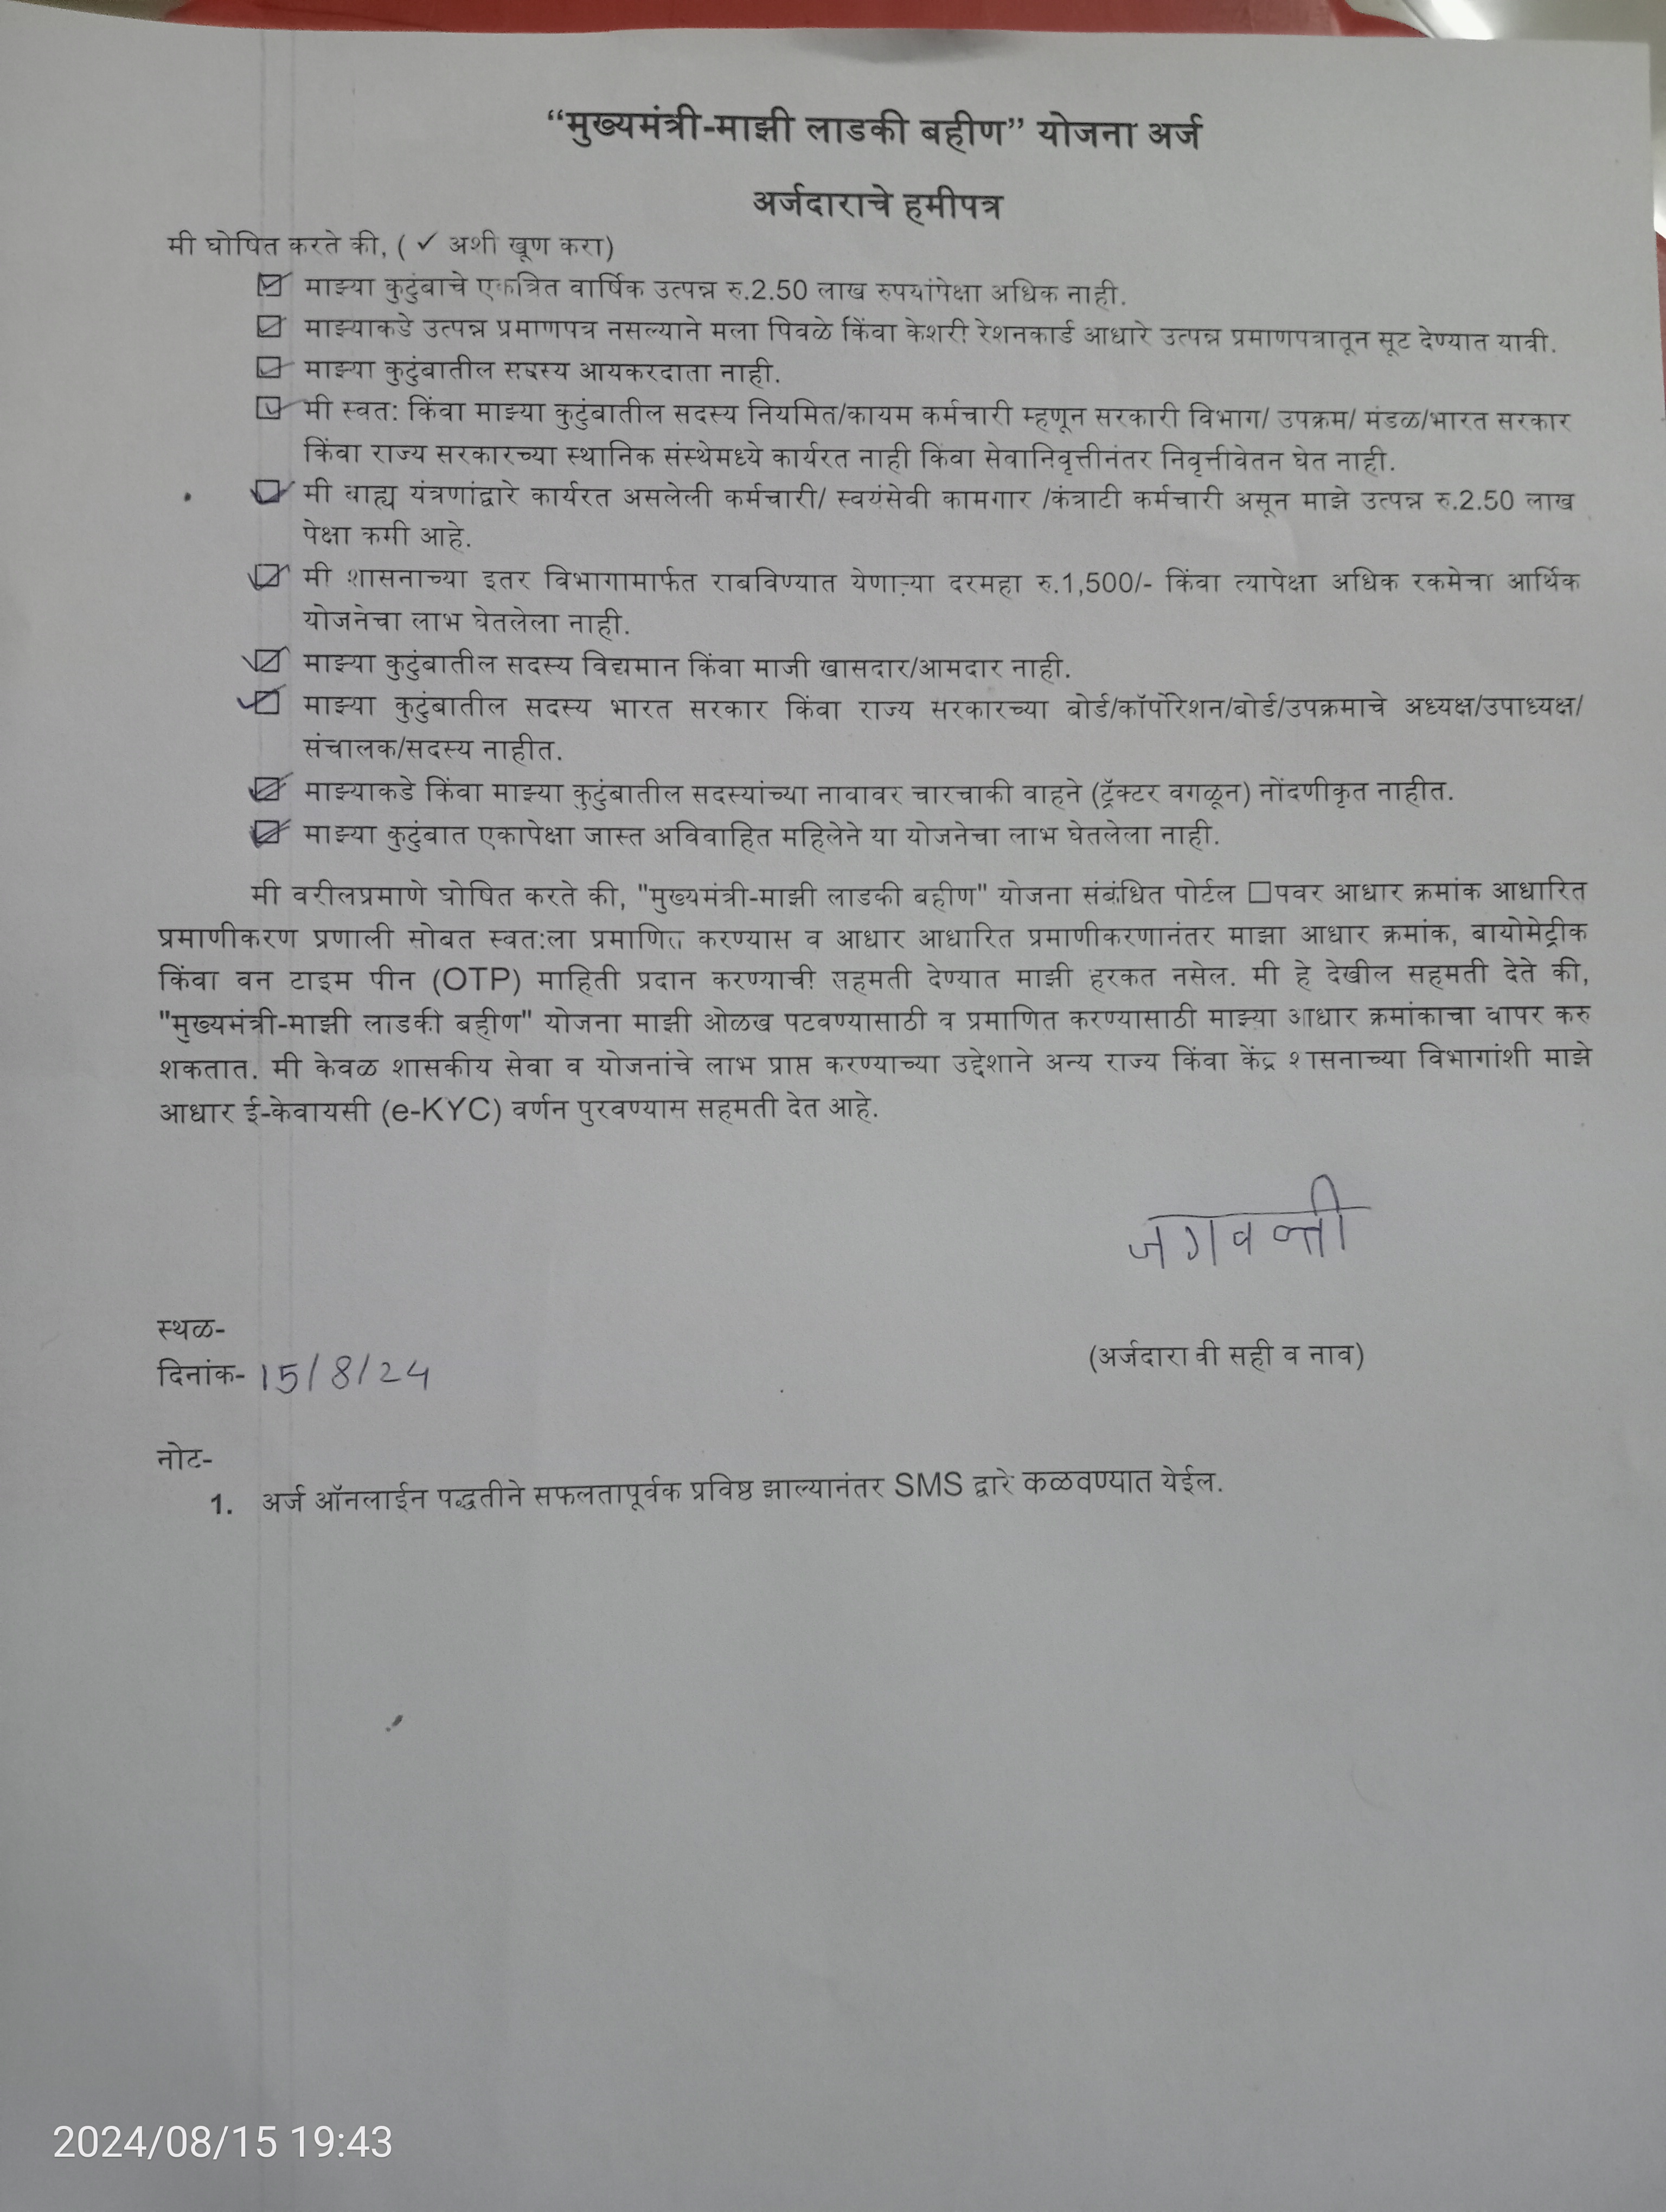 “मुख्यमंत्री-माझी लाडकी बहीण” योजना अर्ज
अर्जदाराचे हमीपत्र
मी घोषित करते की, ( ✓ अशी खूण करा)
☑ माझ्या कुटुंबाचे एकत्रित वार्षिक उत्पन्न रु.2.50 लाख रुपयांपेक्षा अधिक नाही.
☑ माझ्याकडे उत्पन्न प्रमाणपत्र नसल्याने मला पिवळे किंवा केशरी रेशनकार्ड आधारे उत्पन्न प्रमाणपत्रातून सूट देण्यात यावी.
☑ माझ्या कुटुंबातील सदस्य आयकरदाता नाही.
☑ मी स्वत: किंवा माझ्या कुटुंबातील सदस्य नियमित/कायम कर्मचारी म्हणून सरकारी विभाग/ उपक्रम/ मंडळ/भारत सरकार
किंवा राज्य सरकारच्या स्थानिक संस्थेमध्ये कार्यरत नाही किंवा सेवानिवृत्तीनंतर निवृत्तीवेतन घेत नाही.
☑ मी बाह्य यंत्रणांद्वारे कार्यरत असलेली कर्मचारी/ स्वयंसेवी कामगार /कंत्राटी कर्मचारी असून माझे उत्पन्न रु.2.50 लाख
पेक्षा कमी आहे.
☑ मी शासनाच्या इतर विभागामार्फत राबविण्यात येणाऱ्या दरमहा रु.1,500/- किंवा त्यापेक्षा अधिक रकमेचा आर्थिक
योजनेचा लाभ घेतलेला नाही.
☑ माझ्या कुटुंबातील सदस्य विद्यमान किंवा माजी खासदार/आमदार नाही.
☑ माझ्या कुटुंबातील सदस्य भारत सरकार किंवा राज्य सरकारच्या बोर्ड/कॉर्पोरेशन/बोर्ड/उपक्रमाचे अध्यक्ष/उपाध्यक्ष/
संचालक/सदस्य नाहीत.
☑ माझ्याकडे किंवा माझ्या कुटुंबातील सदस्यांच्या नावावर चारचाकी वाहने (ट्रॅक्टर वगळून) नोंदणीकृत नाहीत.
☑ माझ्या कुटुंबात एकापेक्षा जास्त अविवाहित महिलेने या योजनेचा लाभ घेतलेला नाही.
मी वरीलप्रमाणे घोषित करते की, "मुख्यमंत्री-माझी लाडकी बहीण" योजना संबंधित पोर्टल □पवर आधार क्रमांक आधारित
प्रमाणीकरण प्रणाली सोबत स्वत:ला प्रमाणित करण्यास व आधार आधारित प्रमाणीकरणानंतर माझा आधार क्रमांक, बायोमेट्रीक
किंवा वन टाइम पीन (OTP) माहिती प्रदान करण्याची सहमती देण्यात माझी हरकत नसेल. मी हे देखील सहमती देते की,
"मुख्यमंत्री-माझी लाडकी बहीण" योजना माझी ओळख पटवण्यासाठी व प्रमाणित करण्यासाठी माझ्या आधार क्रमांकाचा वापर करु
शकतात. मी केवळ शासकीय सेवा व योजनांचे लाभ प्राप्त करण्याच्या उद्देशाने अन्य राज्य किंवा केंद्र शासनाच्या विभागांशी माझे
आधार ई-केवायसी (e-KYC) वर्णन पुरवण्यास सहमती देत आहे.
जगवन्ती
स्थळ-
(अर्जदाराची सही व नाव)
दिनांक- 15/8/24
नोट-
1. अर्ज ऑनलाईन पद्धतीने सफलतापूर्वक प्रविष्ठ झाल्यानंतर SMS द्वारे कळवण्यात येईल.
2024/08/15 19:43